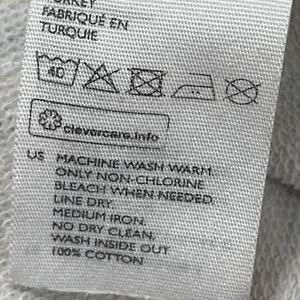 FABRIQUÉ EN
TURQUIE
40
clevercare.info
US MACHINE WASH WARM.
ONLY NON-CHLORINE
BLEACH WHEN NEEDED.
LINE DRY.
MEDIUM IRON.
NO DRY CLEAN.
WASH INSIDE OUT
100% COTTON